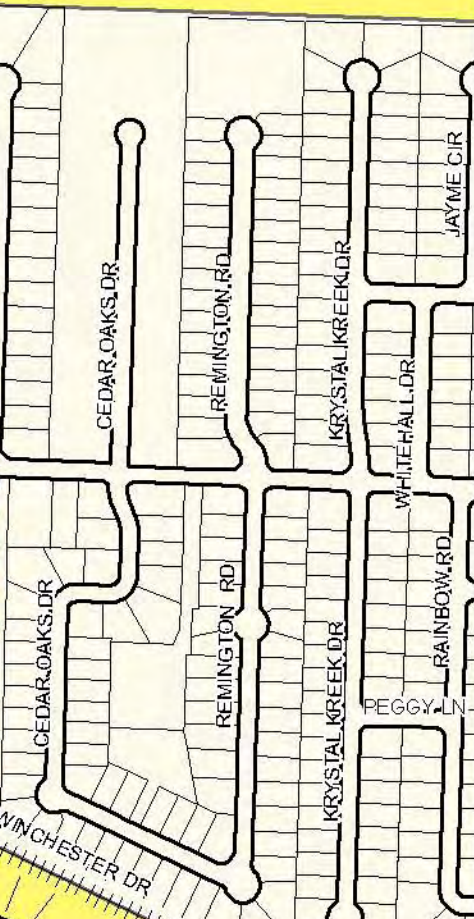 JAYME CIR
CEDAR OAKS DR
REMINGTON RD
KRYSTAL KREEK DR
WHITEHALL DR
CEDAR OAKS DR
REMINGTON RD
KRYSTAL KREEK DR
RAINBOW RD
PEGGY LN
WINCHESTER DR